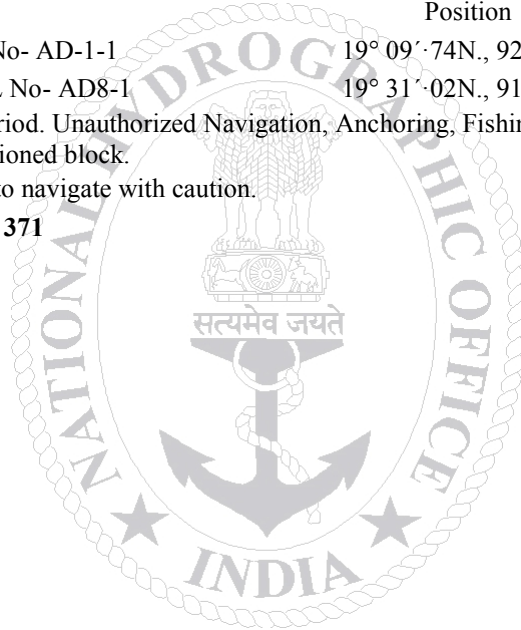 Position
No- AD-1-1 19° 09´·74N., 92
No- AD8-1 19° 31´·02N., 91
riod. Unauthorized Navigation, Anchoring, Fishin
ioned block.
to navigate with caution.
371
NATIONAL HYDROGRAPHIC OFFICE
सत्यमेव जयते
INDIA